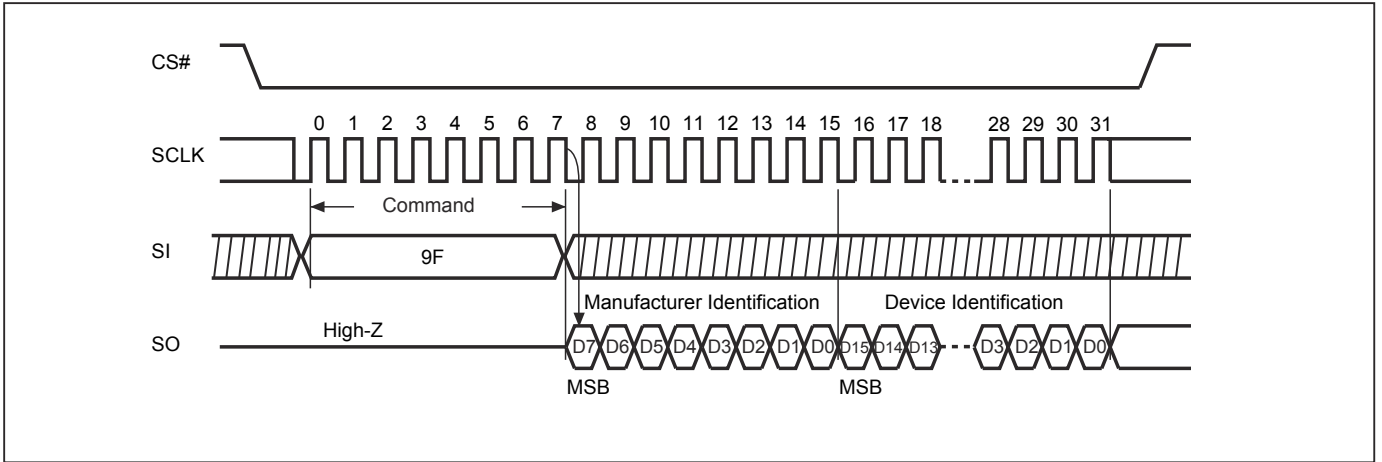 CS#
0 1 2 3 4 5 6 7 8 9 10 11 12 13 14 15 16 17 18 28 29 30 31
SCLK
Command
SI
9F
Manufacturer Identification Device Identification
High-Z
SO
D7 D6 D5 D4 D3 D2 D1 D0 D15 D14 D13 D3 D2 D1 D0
MSB MSB